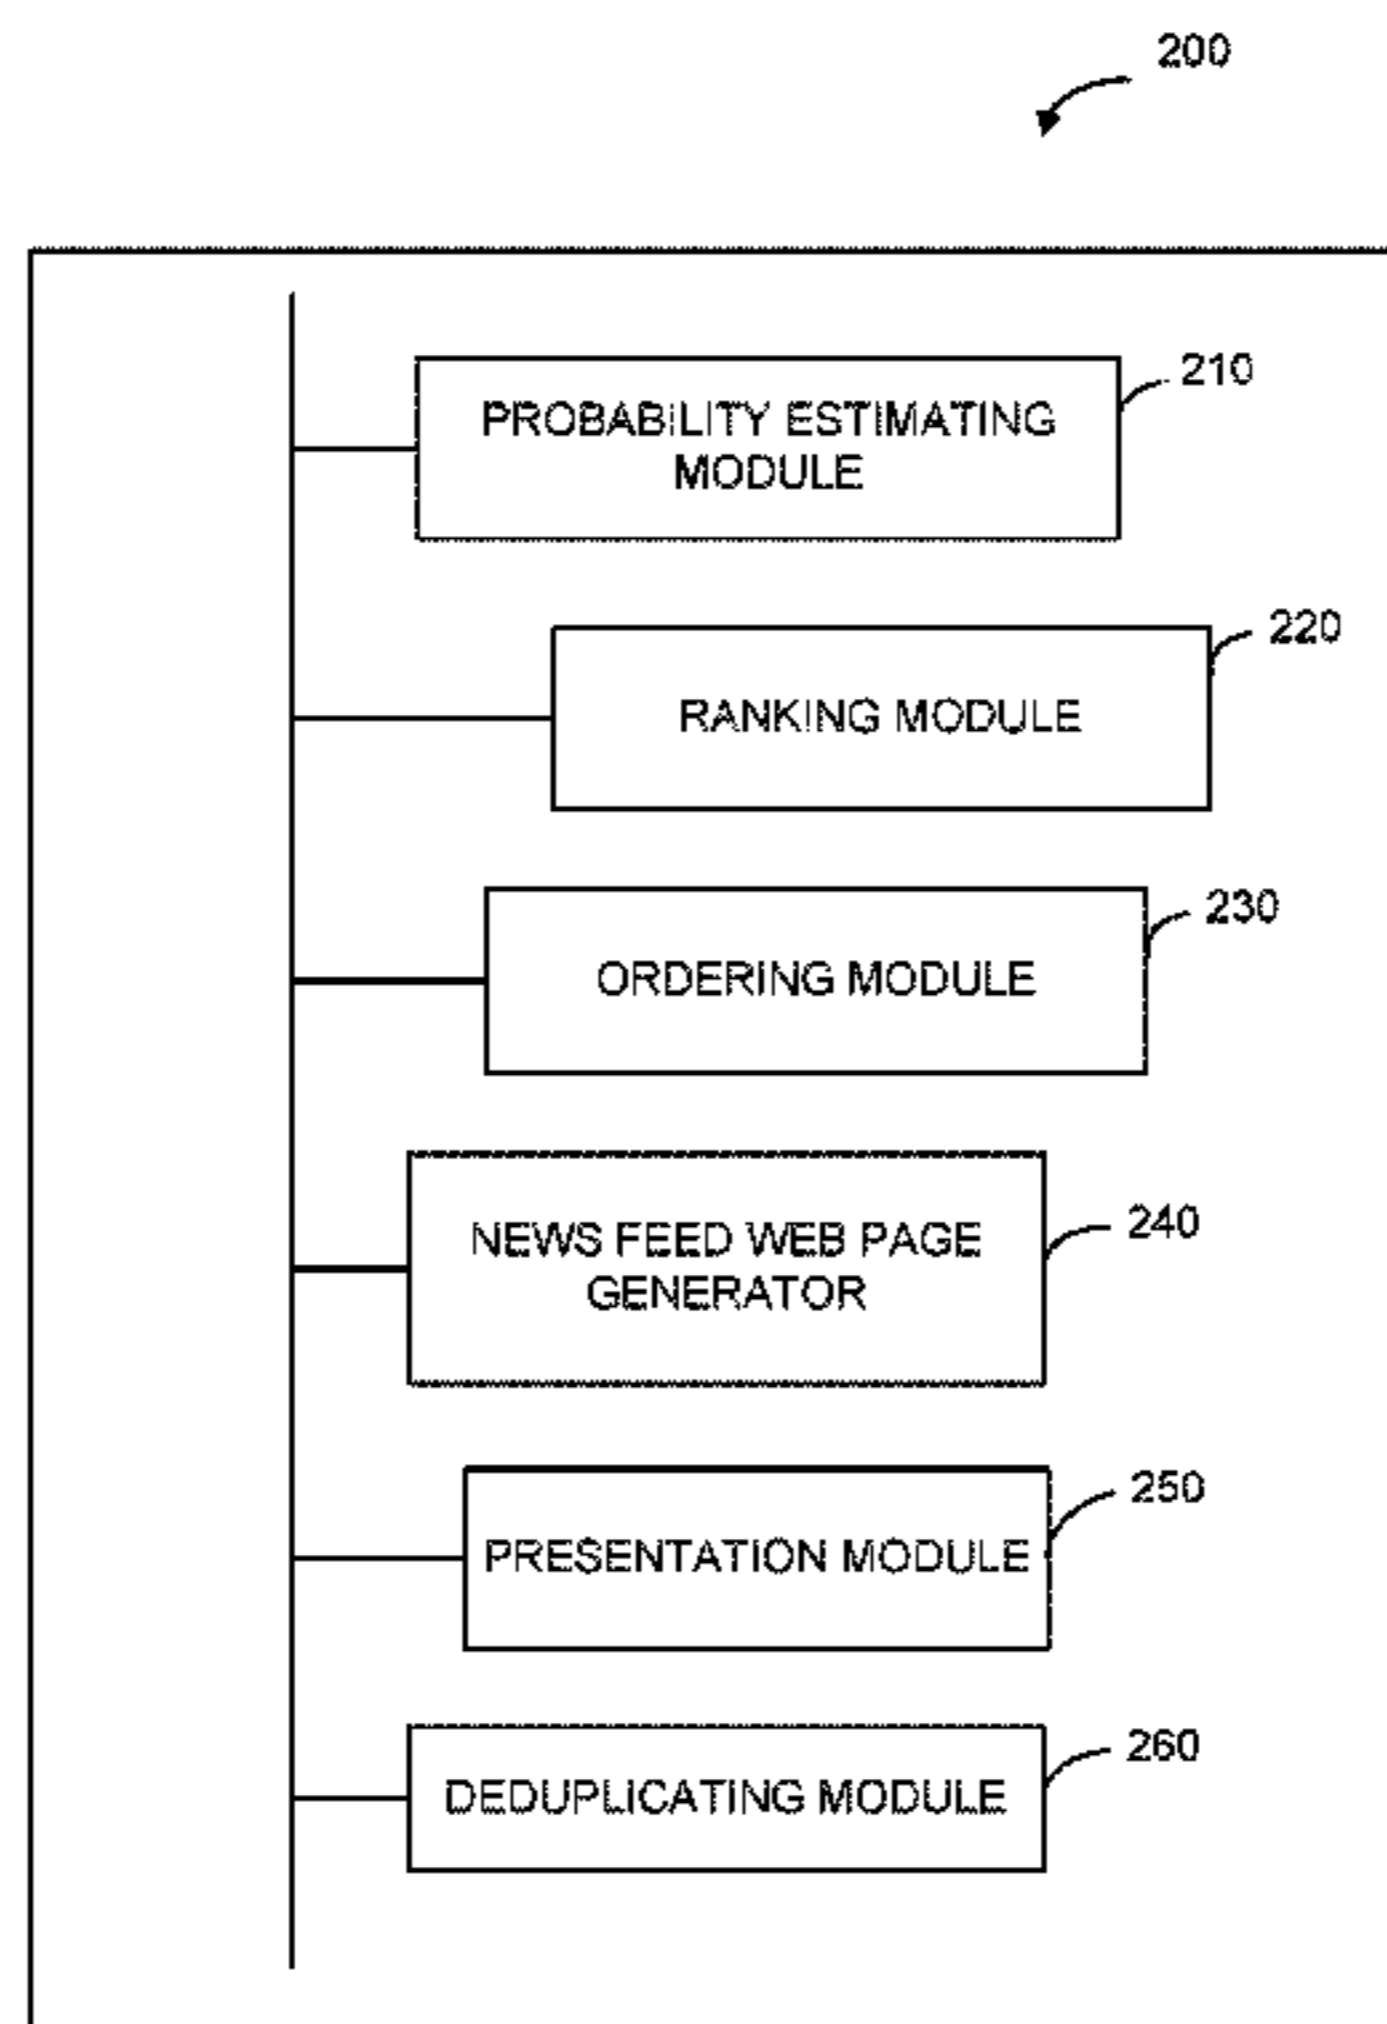 200
210
PROBABILITY ESTIMATING
MODULE
220
RANKING MODULE
230
ORDERING MODULE
240
NEWS FEED WEB PAGE
GENERATOR
250
PRESENTATION MODULE
260
DEDUPLICATING MODULE